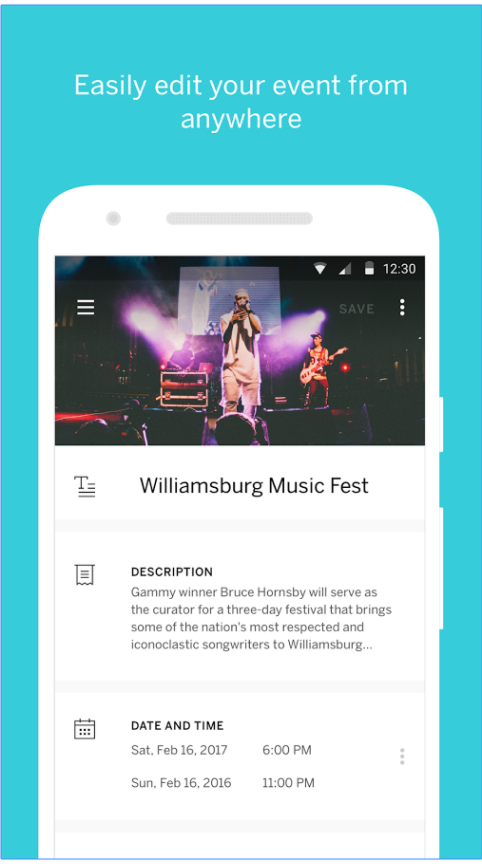 Easily edit your event from
anywhere
12:30
SAVE
Williamsburg Music Fest
DESCRIPTION
Gammy winner Bruce Hornsby will serve as
the curator for a three-day festival that brings
some of the nation's most respected and
iconoclastic songwriters to Williamsburg...
DATE AND TIME
Sat, Feb 16, 2017 6:00 PM
Sun, Feb 16, 2016 11:00 PM